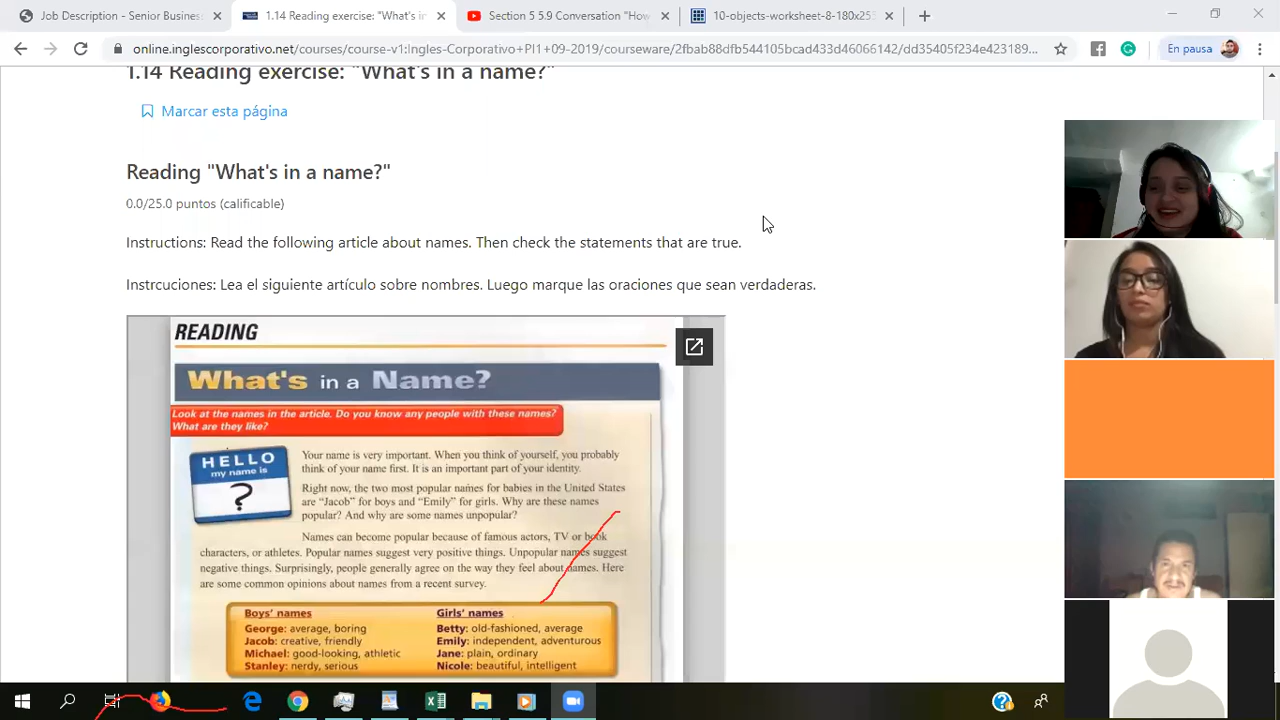 Job Description - Senior Business
1.14 Reading exercise: "What's in
Section 5 5.9 Conversation "How
10-objects-worksheet-8-180x253
online.inglescorporativo.net/courses/course-v1:Ingles-Corporativo+PI1+09-2019/courseware/2fbab88dfb544105bcad433d46066142/dd35405f234e423189...
En pausa
1.14 Reading exercise: "What's in a name?"
Marcar esta página
Reading "What's in a name?"
0.0/25.0 puntos (calificable)
Instructions: Read the following article about names. Then check the statements that are true.
Instrcuciones: Lea el siguiente artículo sobre nombres. Luego marque las oraciones que sean verdaderas.
READING
What's in a Name?
Look at the names in the article. Do you know any people with these names?
What are they like?
HELLO
my name is
?
Your name is very important. When you think of yourself, you probably
think of your name first. It is an important part of your identity.
Right now, the two most popular names for babies in the United States
are "Jacob" for boys and "Emily" for girls. Why are these names
popular? And why are some names unpopular?
Names can become popular because of famous actors, TV or book
characters, or athletes. Popular names suggest very positive things. Unpopular names suggest
negative things. Surprisingly, people generally agree on the way they feel about names. Here
are some common opinions about names from a recent survey.
Boys' names
George: average, boring
Jacob: creative, friendly
Michael: good-looking, athletic
Stanley: nerdy, serious
Girls' names
Betty: old-fashioned, average
Emily: independent, adventurous
Jane: plain, ordinary
Nicole: beautiful, intelligent